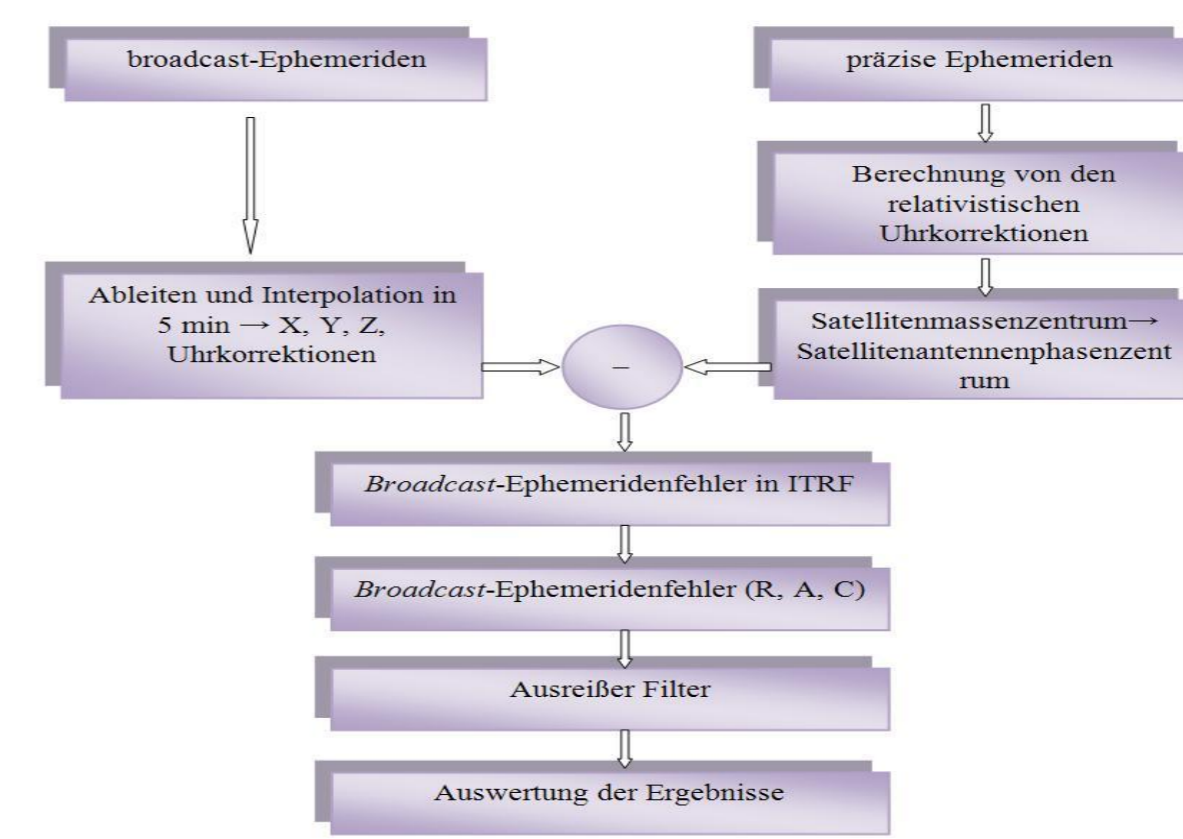 broadcast-Ephemeriden
präzise Ephemeriden
Berechnung von den
relativistischen
Uhrkorrektionen
Ableiten und Interpolation in
5 min → X, Y, Z,
Uhrkorrektionen
Satellitenmassenzentrum→
Satellitenantennenphasenzent
rum
–
Broadcast-Ephemeridenfehler in ITRF
Broadcast-Ephemeridenfehler (R, A, C)
Ausreißer Filter
Auswertung der Ergebnisse